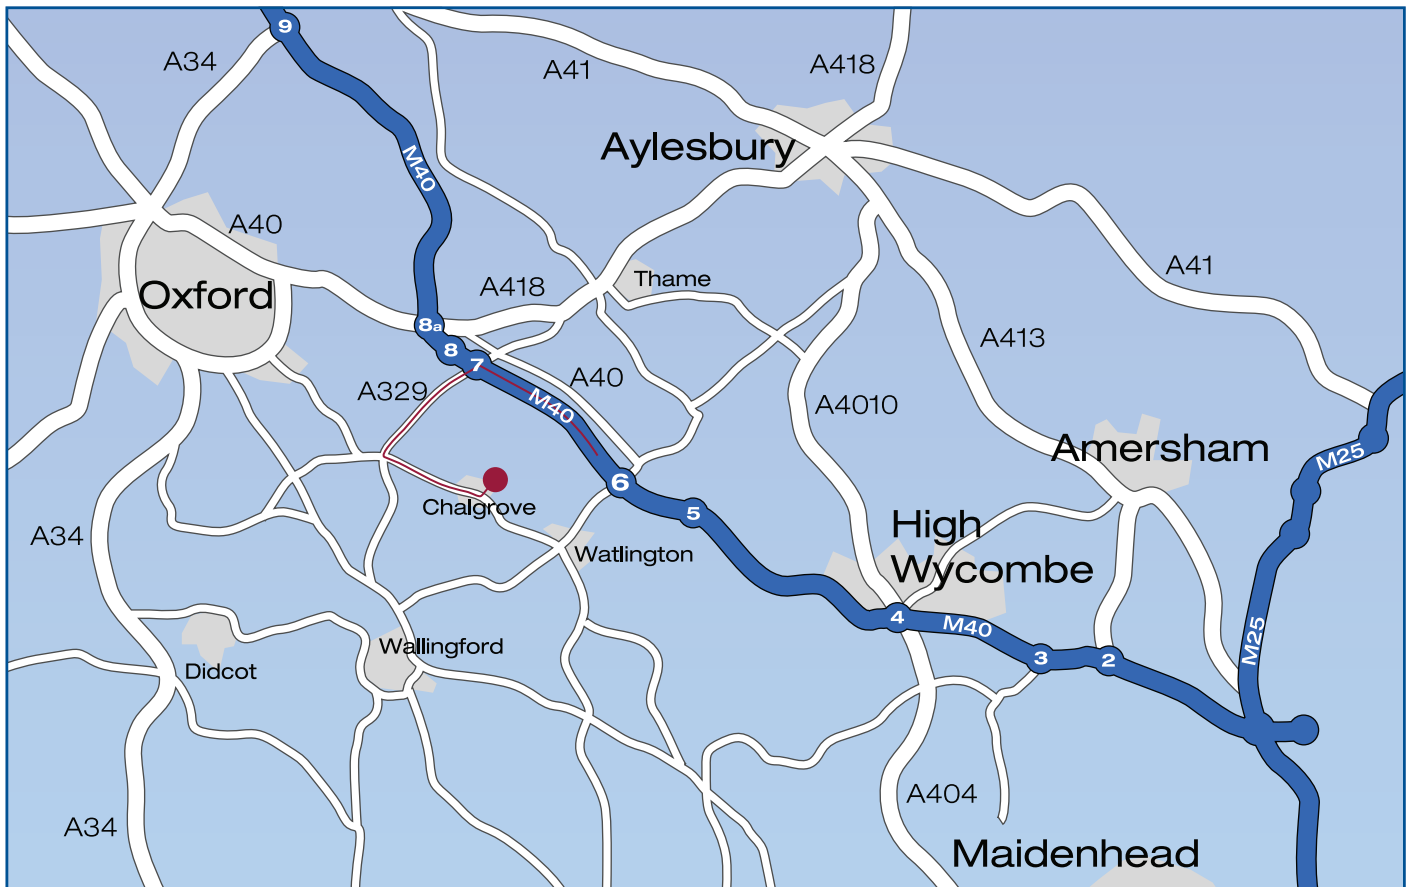 9
A34
A41
A418
Aylesbury
M40
A40
A41
Thame
A418
Oxford
8a
8
7
A413
A329
A40
M40
A4010
Amersham
M25
6
Chalgrove
5
High
Wycombe
A34
Watlington
4
M40
3
2
M25
Wallingford
Didcot
A404
A34
Maidenhead